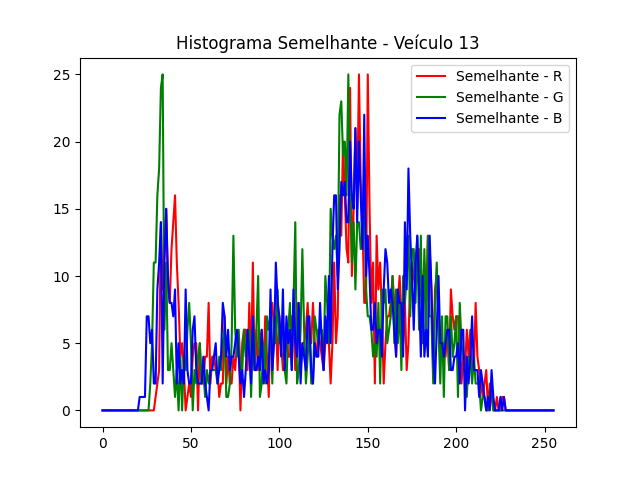 Histograma Semelhante - Veículo 13
Semelhante - R
Semelhante - G
Semelhante - B
25
20
15
10
5
0
0 50 100 150 200 250